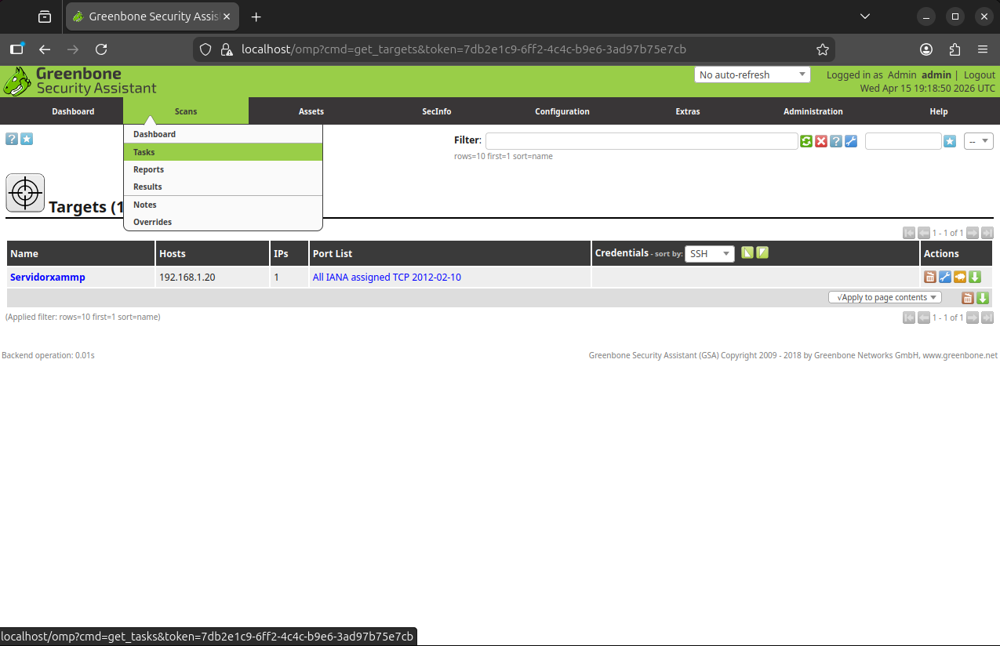 Greenbone Security Assis
localhost/omp?cmd=get_targets&token=7db2e1c9-6ff2-4c4c-b9e6-3ad97b75e7cb
Greenbone
Security Assistant
No auto-refresh
Logged in as Admin admin | Logout
Wed Apr 15 19:18:50 2026 UTC
Dashboard Scans Assets SecInfo Configuration Extras Administration Help
Dashboard
Tasks
Reports
Results
Notes
Overrides
Filter:
--
rows=10 first=1 sort=name
Targets (1
1 - 1 of 1
Name Hosts IPs Port List Credentials - sort by: SSH Actions
Servidorxammp 192.168.1.20 1 All IANA assigned TCP 2012-02-10
√Apply to page contents
(Applied filter: rows=10 first=1 sort=name)
1 - 1 of 1
Backend operation: 0.01s
Greenbone Security Assistant (GSA) Copyright 2009 - 2018 by Greenbone Networks GmbH, www.greenbone.net
localhost/omp?cmd=get_tasks&token=7db2e1c9-6ff2-4c4c-b9e6-3ad97b75e7cb